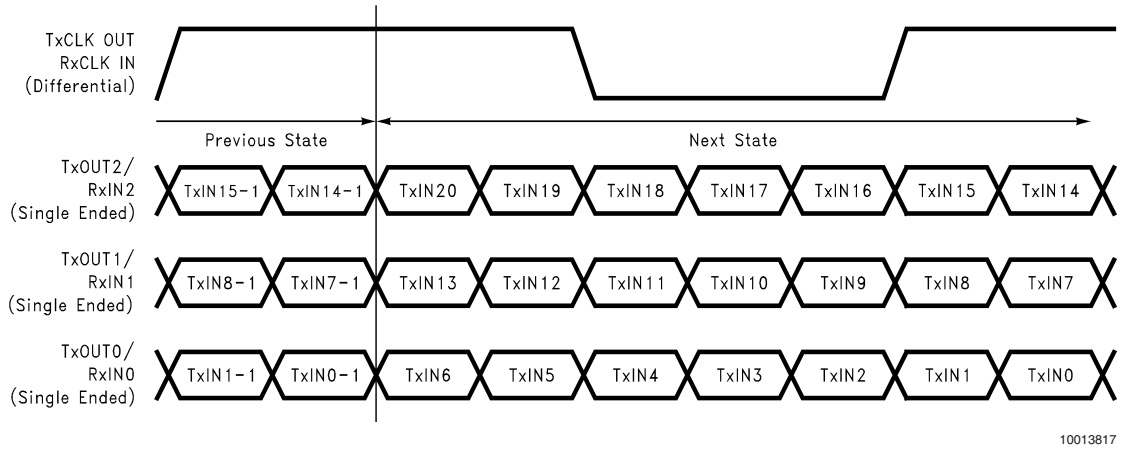 TxCLK OUT
RxCLK IN
(Differential)
Previous State
Next State
TxOUT2/
RxIN2
(Single Ended)
TxIN15-1 TxIN14-1 TxIN20 TxIN19 TxIN18 TxIN17 TxIN16 TxIN15 TxIN14
TxOUT1/
RxIN1
(Single Ended)
TxIN8-1 TxIN7-1 TxIN13 TxIN12 TxIN11 TxIN10 TxIN9 TxIN8 TxIN7
TxOUT0/
RxIN0
(Single Ended)
TxIN1-1 TxIN0-1 TxIN6 TxIN5 TxIN4 TxIN3 TxIN2 TxIN1 TxIN0
10013817